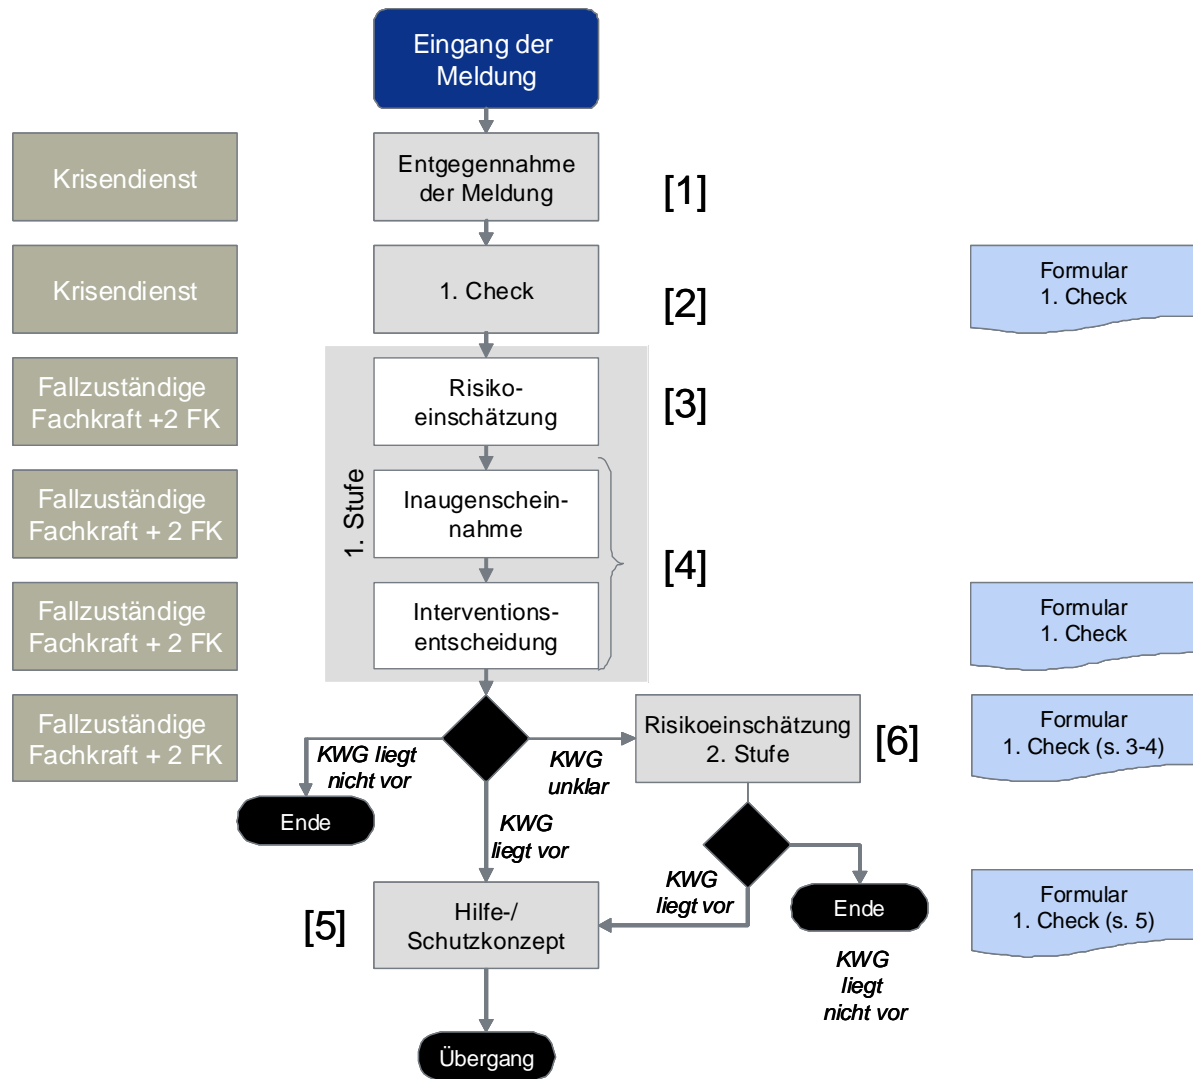 Eingang der
Meldung
Krisendienst
Entgegennahme
der Meldung
[1]
Krisendienst
1. Check
[2]
Formular
1. Check
1. Stufe
Fallzuständige
Fachkraft +2 FK
Risiko-
einschätzung
[3]
Fallzuständige
Fachkraft + 2 FK
Inaugenschein-
nahme
[4]
Fallzuständige
Fachkraft + 2 FK
Interventions-
entscheidung
Formular
1. Check
Fallzuständige
Fachkraft + 2 FK
KWG liegt
nicht vor
KWG
unklar
Risikoeinschätzung
2. Stufe
[6]
Formular
1. Check (s. 3-4)
Ende
KWG
liegt vor
KWG
liegt vor
[5]
Hilfe-/
Schutzkonzept
Ende
KWG
liegt
nicht vor
Formular
1. Check (s. 5)
Übergang